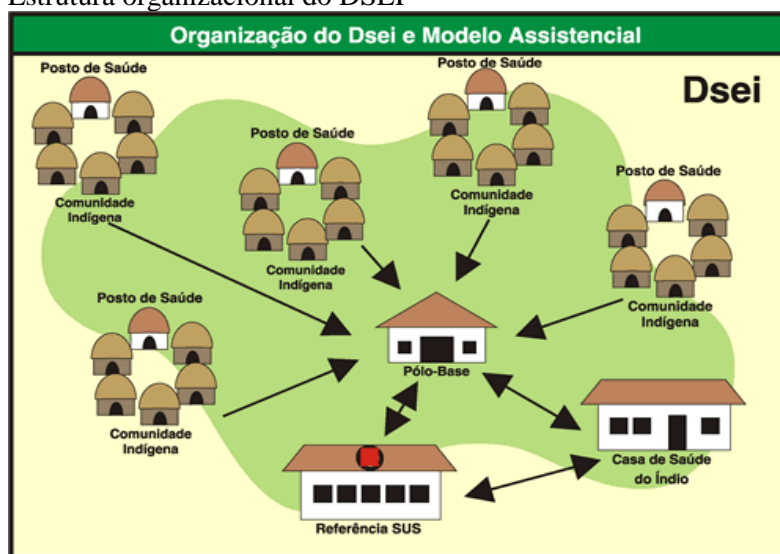 Estrutura organizacional do DSEI
Organização do Dsei e Modelo Assistencial
Dsei
Posto de Saúde
Comunidade
Indígena
Posto de Saúde
Comunidade
Indígena
Posto de Saúde
Comunidade
Indígena
Posto de Saúde
Comunidade
Indígena
Posto de Saúde
Comunidade
Indígena
Pólo-Base
Casa de Saúde
do Índio
Referência SUS